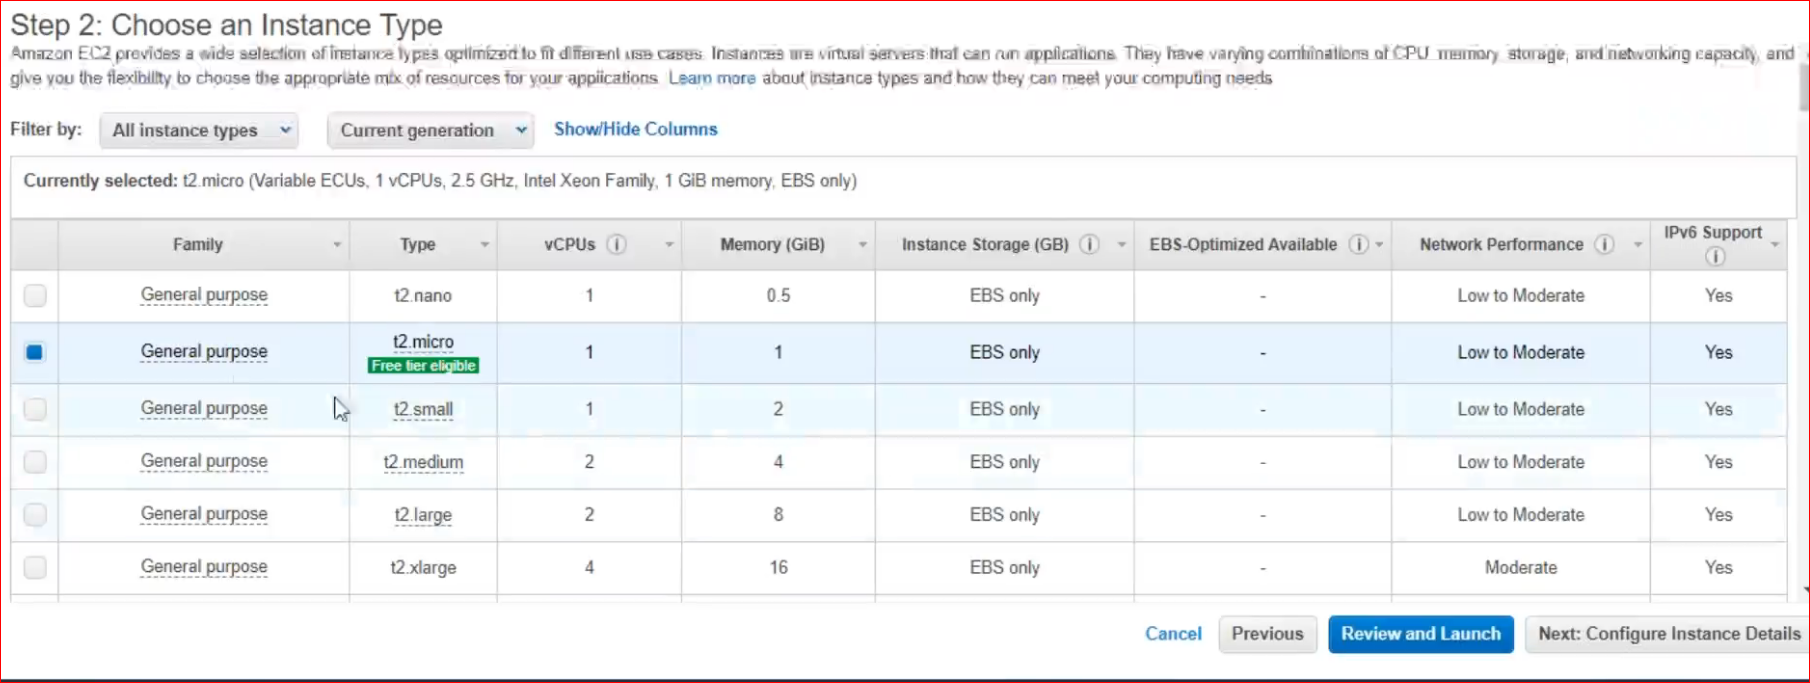 Step 2: Choose an Instance Type
Amazon EC2 provides a wide selection of instance types optimized to fit different use cases. Instances are virtual servers that can run applications. They have varying combinations of CPU, memory, storage, and networking capacity, and
give you the flexibility to choose the appropriate mix of resources for your applications. Learn more about instance types and how they can meet your computing needs
Filter by: All instance types Current generation Show/Hide Columns
Currently selected: t2.micro (Variable ECUs, 1 vCPUs, 2.5 GHz, Intel Xeon Family, 1 GiB memory, EBS only)
Family Type vCPUs i Memory (GiB) Instance Storage (GB) i EBS-Optimized Available i Network Performance i IPv6 Support i
General purpose t2.nano 1 0.5 EBS only - Low to Moderate Yes
General purpose t2.micro 1 1 EBS only - Low to Moderate Yes
Free tier eligible
General purpose t2.small 1 2 EBS only - Low to Moderate Yes
General purpose t2.medium 2 4 EBS only - Low to Moderate Yes
General purpose t2.large 2 8 EBS only - Low to Moderate Yes
General purpose t2.xlarge 4 16 EBS only - Moderate Yes
Cancel Previous Review and Launch Next: Configure Instance Details